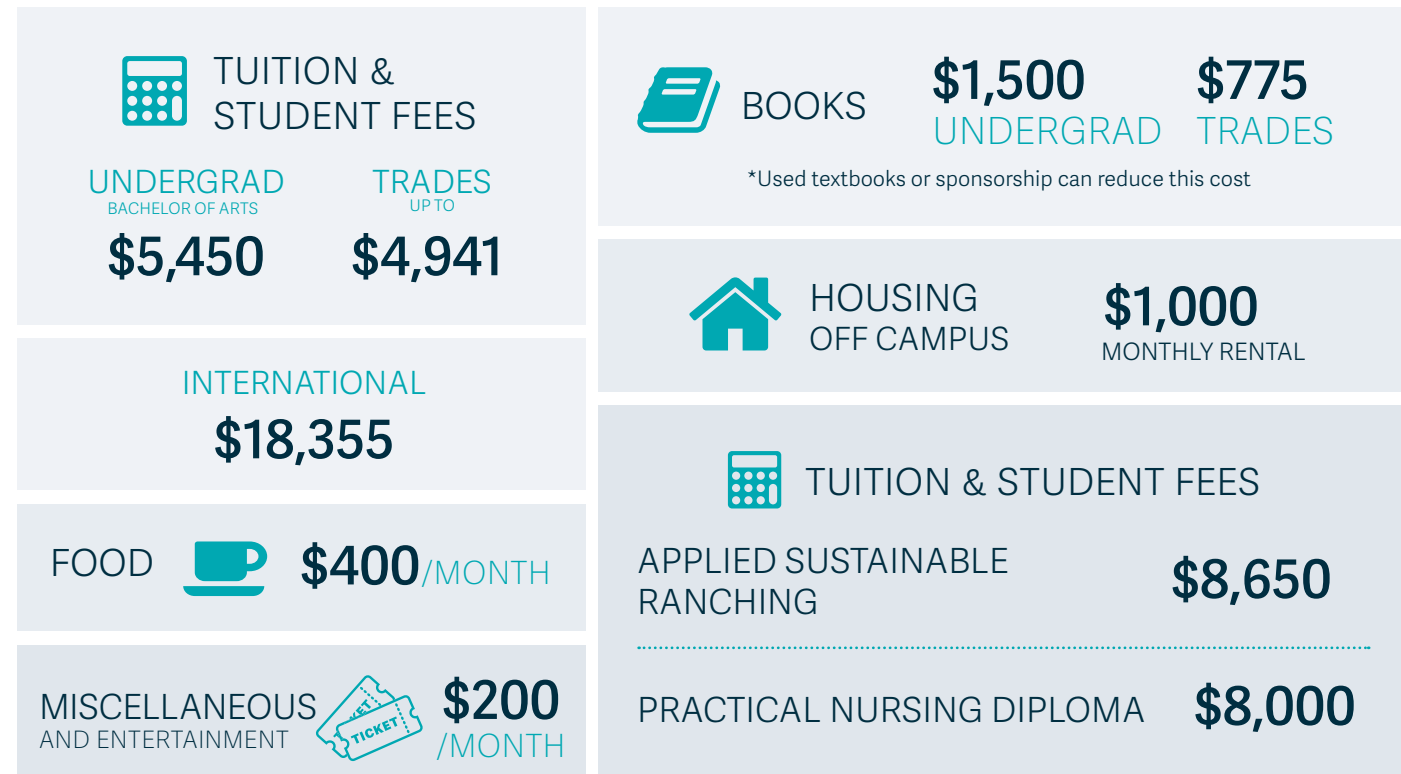 TUITION &
STUDENT FEES
UNDERGRAD
BACHELOR OF ARTS
$5,450
TRADES
UP TO
$4,941
INTERNATIONAL
$18,355
FOOD
$400/MONTH
MISCELLANEOUS
AND ENTERTAINMENT
KET
TICKET
$200
/MONTH
BOOKS
$1,500
UNDERGRAD
$775
TRADES
*Used textbooks or sponsorship can reduce this cost
HOUSING
OFF CAMPUS
$1,000
MONTHLY RENTAL
TUITION & STUDENT FEES
APPLIED SUSTAINABLE
RANCHING
$8,650
PRACTICAL NURSING DIPLOMA
$8,000